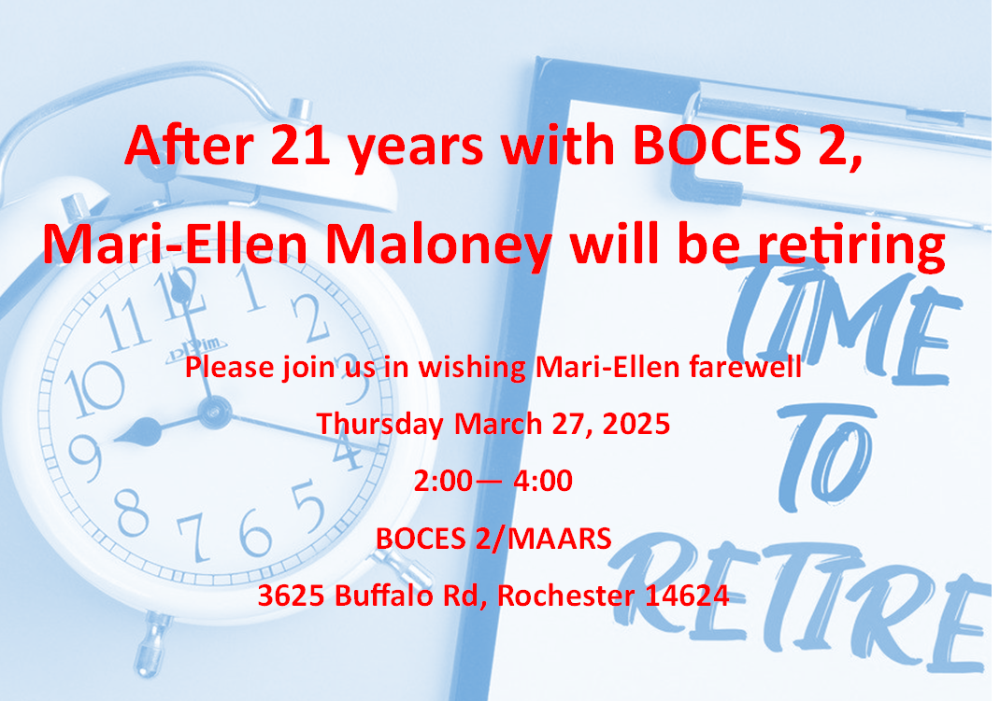 After 21 years with BOCES 2,
Mari-Ellen Maloney will be retiring
Please join us in wishing Mari-Ellen farewell
Thursday March 27, 2025
2:00— 4:00
BOCES 2/MAARS
3625 Buffalo Rd, Rochester 14624
TIME
TO
RETIRE
11 12 1
10 2
3
9 4
8 5
7 6